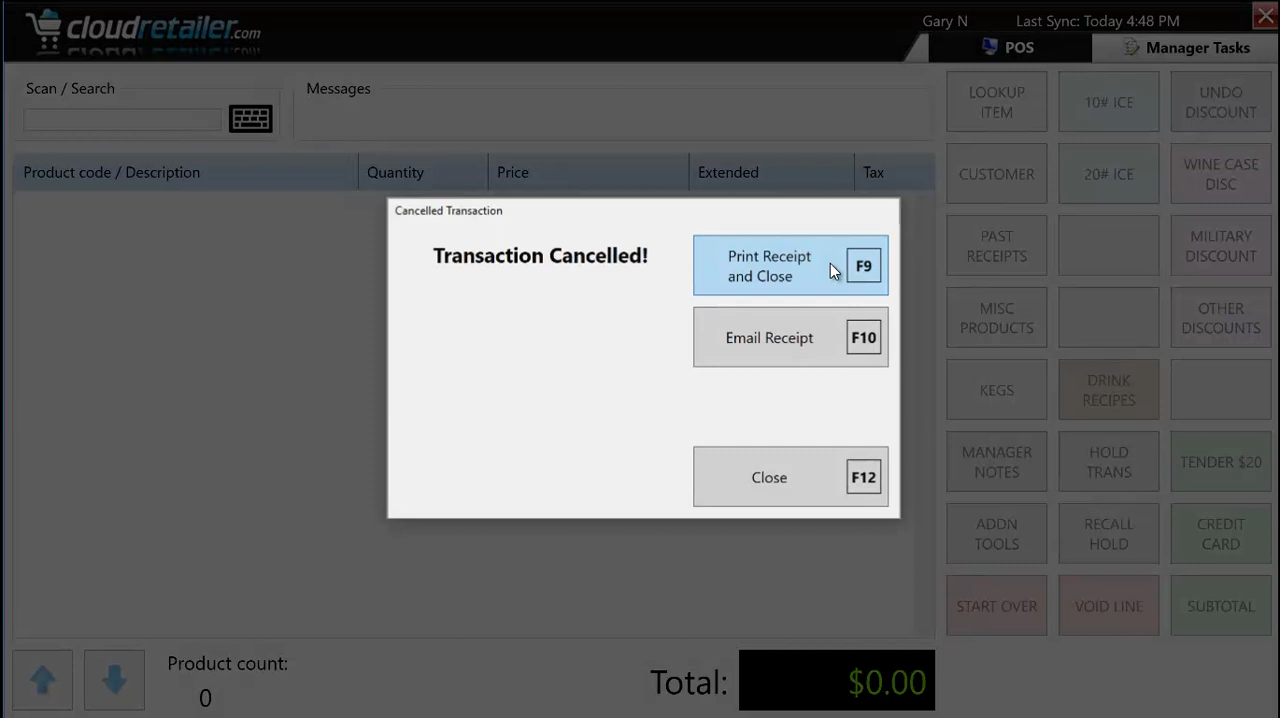 cloudretailer.com
Gary N
Last Sync: Today 4:48 PM
POS
Manager Tasks
Scan / Search
Messages
Product code / Description
Quantity
Price
Extended
Tax
Cancelled Transaction
Transaction Cancelled!
Print Receipt
and Close
F9
Email Receipt
F10
Close
F12
LOOKUP
ITEM
10# ICE
UNDO
DISCOUNT
CUSTOMER
20# ICE
WINE CASE
DISC
PAST
RECEIPTS
MILITARY
DISCOUNT
MISC
PRODUCTS
OTHER
DISCOUNTS
KEGS
DRINK
RECIPES
MANAGER
NOTES
HOLD
TRANS
TENDER $20
ADDN
TOOLS
RECALL
HOLD
CREDIT
CARD
START OVER
VOID LINE
SUBTOTAL
Product count:
0
Total:
$0.00